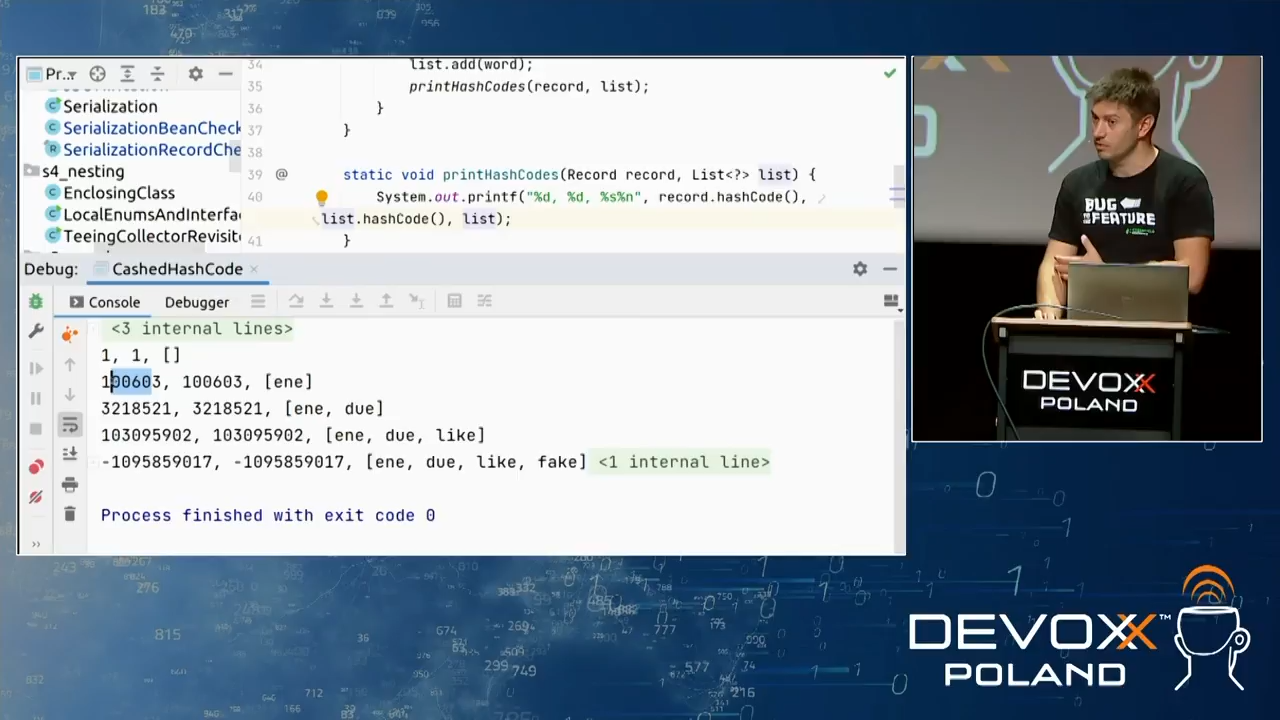 Pr...
Serialization
SerializationBeanCheck
SerializationRecordChe
s4_nesting
EnclosingClass
LocalEnumsAndInterfa
TeeingCollectorRevisite
34 list.add(word);
35 printHashCodes(record, list);
36 }
37 }
38
39 @ static void printHashCodes(Record record, List<?> list) {
40 System.out.printf("%d, %d, %s%n", record.hashCode(),
list.hashCode(), list);
41 }
Debug: CashedHashCode
Console Debugger
<3 internal lines>
1, 1, []
100603, 100603, [ene]
3218521, 3218521, [ene, due]
103095902, 103095902, [ene, due, like]
-1095859017, -1095859017, [ene, due, like, fake] <1 internal line>
Process finished with exit code 0
BUG
TO THE
FEATURE
DEVOXX
POLAND
DEVOXX™
POLAND